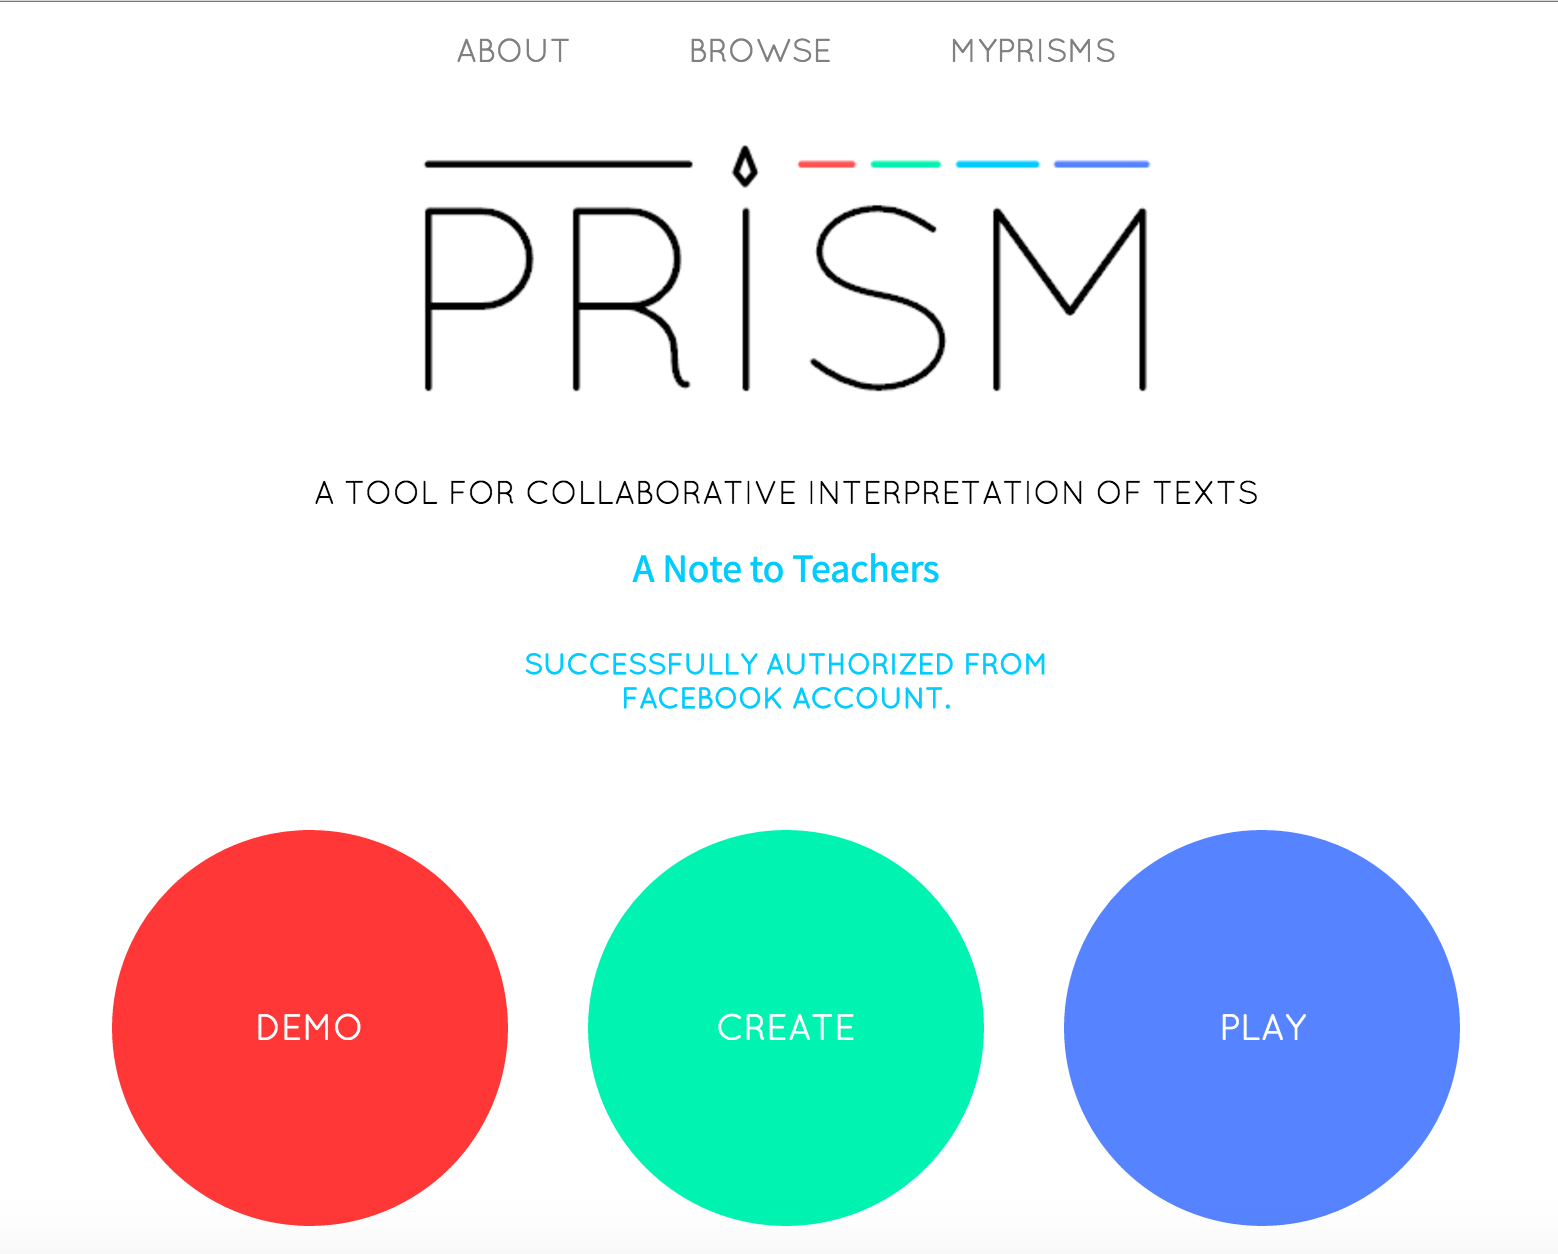 ABOUT BROWSE MYPRISMS
PRISM
A TOOL FOR COLLABORATIVE INTERPRETATION OF TEXTS
A Note to Teachers
SUCCESSFULLY AUTHORIZED FROM
FACEBOOK ACCOUNT.
DEMO CREATE PLAY